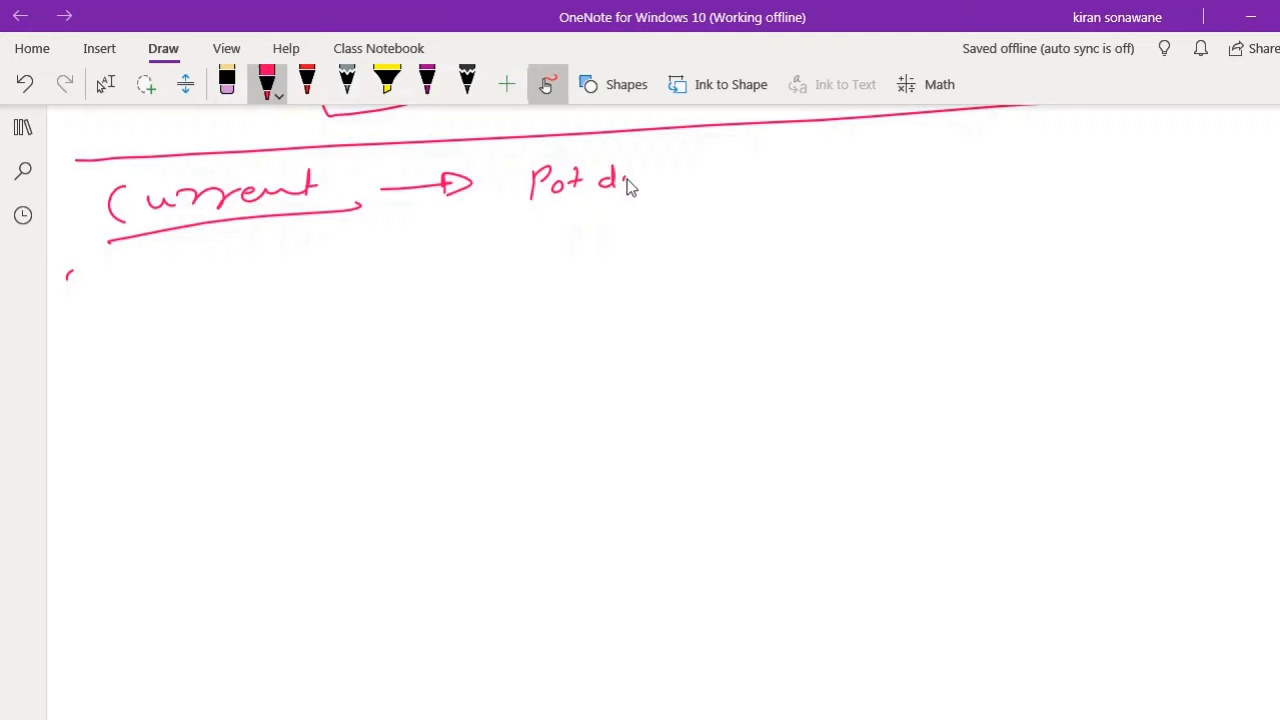 OneNote for Windows 10 (Working offline)
kiran sonawane
Home Insert Draw View Help Class Notebook
Saved offline (auto sync is off)
Share
Shapes Ink to Shape Ink to Text Math
Current → Pot d